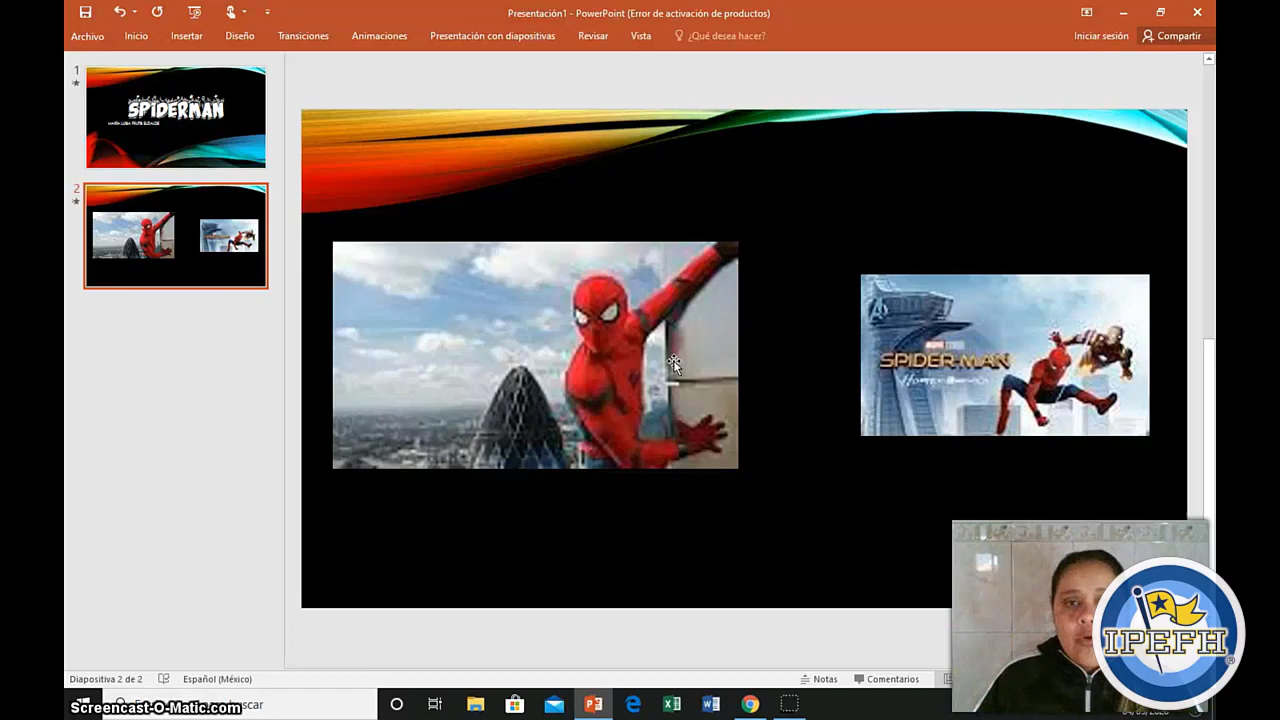 Presentación1 - PowerPoint (Error de activación de productos)
Archivo Inicio Insertar Diseño Transiciones Animaciones Presentación con diapositivas Revisar Vista ¿Qué desea hacer? Iniciar sesión Compartir
1
SPIDERMAN
2
SPIDER-MAN
IPEFH
®
Diapositiva 2 de 2 Español (México) Notas Comentarios
Screencast-O-Matic.com